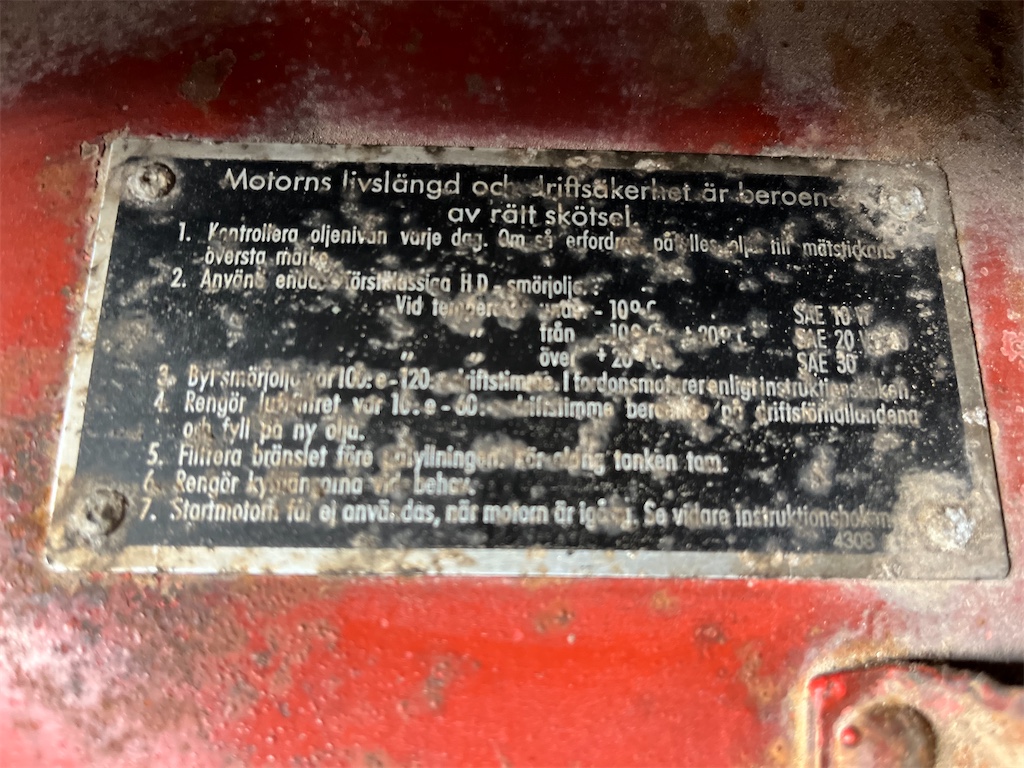 Motorns livslängd och driftsäkerhet är beroende
av rätt skötsel.
1. Kontrollera oljenivån varje dag. Om så erfordras påfylles olja till mätstickans
översta märke.
2. Använd endast förstklassiga HD-smörjolja.:
Vid temperatur under -10°C SAE 10 W
" " från -10°C +20°C SAE 20
" " över +20°C SAE 30
3. Byt smörjolja var 100:e-120: driftstimme. I fordonsmotorer enligt instruktionsboken.
4. Rengör luftfiltret var 10:e-60: driftstimme beroende på driftsförhållandena
och fyll på ny olja.
5. Filtrera bränslet före påfyllningen. Kör aldrig tanken tom.
6. Rengör kylflänsarna vid behov.
7. Startmotorn får ej användas, när motorn är igång. Se vidare instruktionsboken
4308